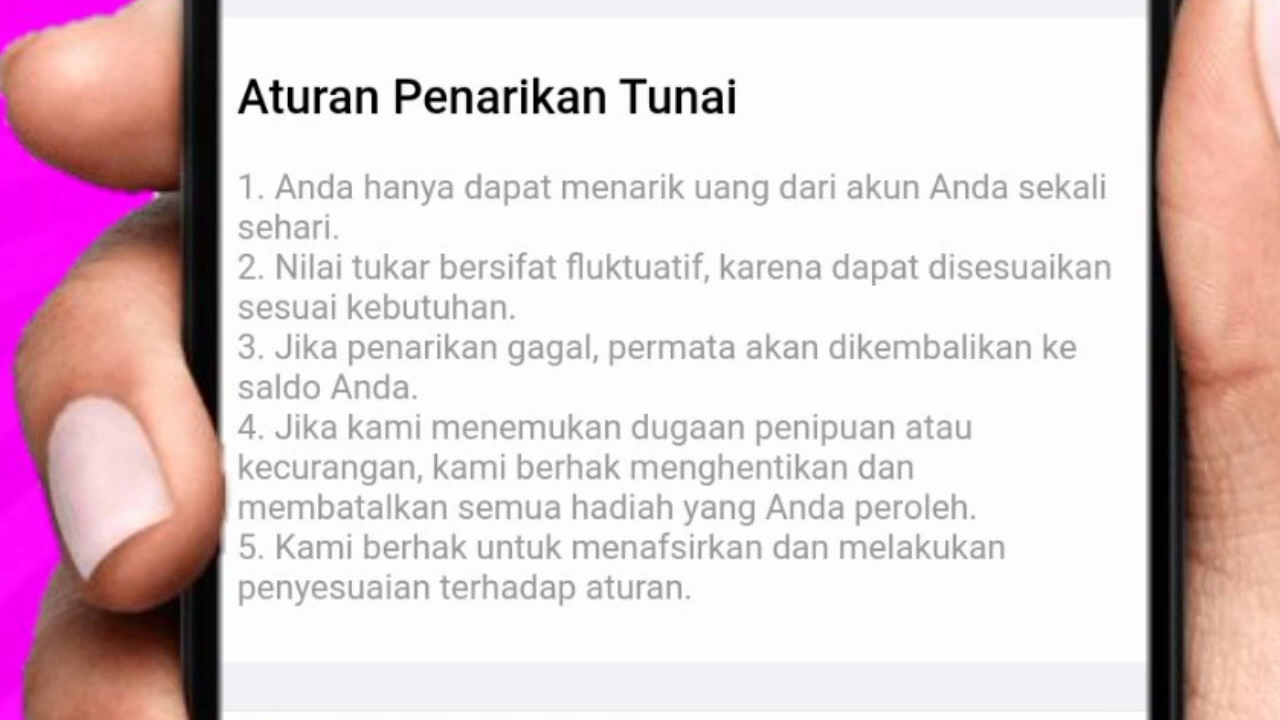 Aturan Penarikan Tunai
1. Anda hanya dapat menarik uang dari akun Anda sekali
sehari.
2. Nilai tukar bersifat fluktuatif, karena dapat disesuaikan
sesuai kebutuhan.
3. Jika penarikan gagal, permata akan dikembalikan ke
saldo Anda.
4. Jika kami menemukan dugaan penipuan atau
kecurangan, kami berhak menghentikan dan
membatalkan semua hadiah yang Anda peroleh.
5. Kami berhak untuk menafsirkan dan melakukan
penyesuaian terhadap aturan.